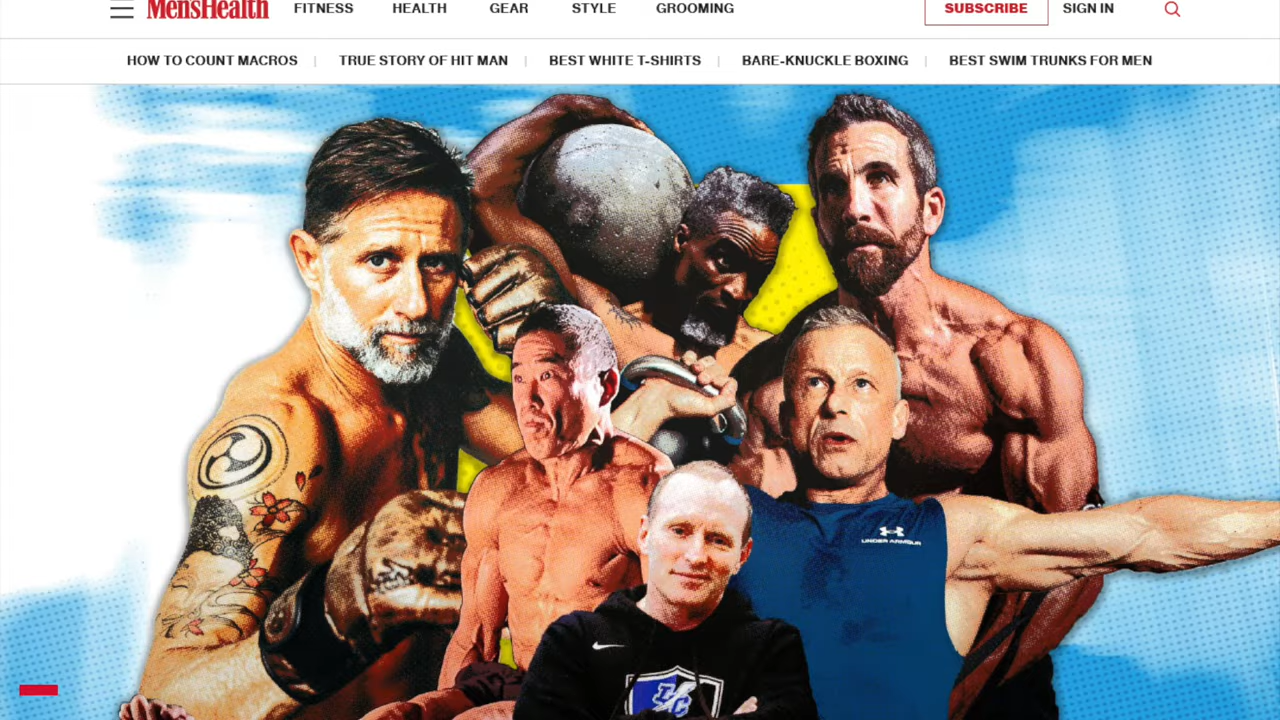 MensHealth FITNESS HEALTH GEAR STYLE GROOMING SUBSCRIBE SIGN IN
HOW TO COUNT MACROS | TRUE STORY OF HIT MAN | BEST WHITE T-SHIRTS | BARE-KNUCKLE BOXING | BEST SWIM TRUNKS FOR MEN
UNDER ARMOUR